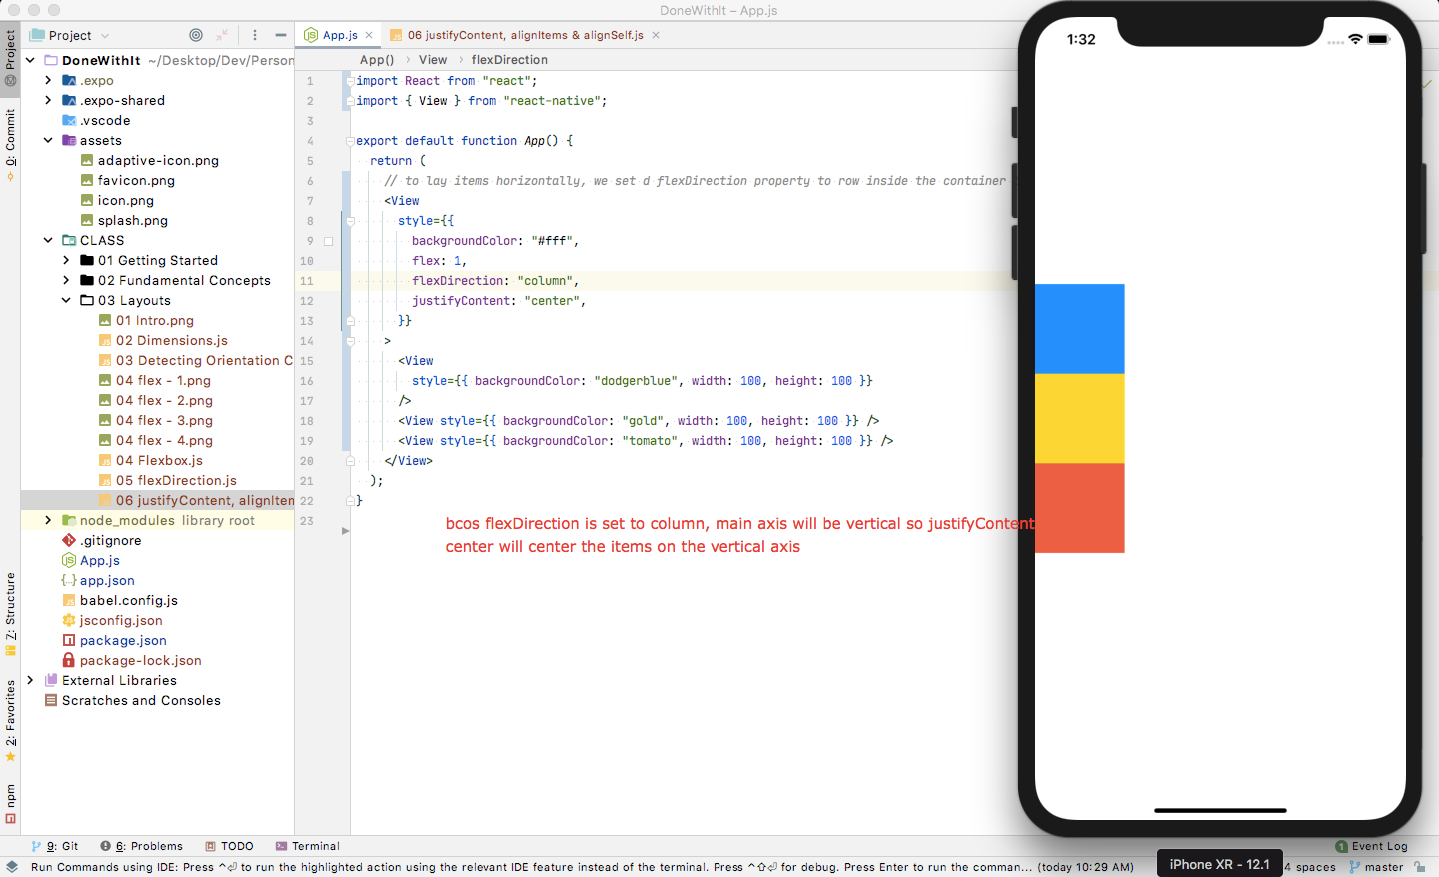 DoneWithIt – App.js
1:32
Project
App.js
06 justifyContent, alignItems & alignSelf.js
App()
View
flexDirection
Project
0: Commit
Z: Structure
2: Favorites
npm
DoneWithIt ~/Desktop/Dev/Person
.expo
.expo-shared
.vscode
assets
adaptive-icon.png
favicon.png
icon.png
splash.png
CLASS
01 Getting Started
02 Fundamental Concepts
03 Layouts
01 Intro.png
02 Dimensions.js
03 Detecting Orientation C
04 flex - 1.png
04 flex - 2.png
04 flex - 3.png
04 flex - 4.png
04 Flexbox.js
05 flexDirection.js
06 justifyContent, alignItem
node_modules library root
.gitignore
App.js
app.json
babel.config.js
jsconfig.json
package.json
package-lock.json
External Libraries
Scratches and Consoles
1 import React from "react";
2 import { View } from "react-native";
3
4 export default function App() {
5 return (
6 // to lay items horizontally, we set d flexDirection property to row inside the container
7 <View
8 style={{
9 backgroundColor: "#fff",
10 flex: 1,
11 flexDirection: "column",
12 justifyContent: "center",
13 }}
14 >
15 <View
16 style={{ backgroundColor: "dodgerblue", width: 100, height: 100 }}
17 />
18 <View style={{ backgroundColor: "gold", width: 100, height: 100 }} />
19 <View style={{ backgroundColor: "tomato", width: 100, height: 100 }} />
20 </View>
21 );
22 }
23
bcos flexDirection is set to column, main axis will be vertical so justifyContent
center will center the items on the vertical axis
9: Git
6: Problems
TODO
Terminal
1 Event Log
Run Commands using IDE: Press ^⏎ to run the highlighted action using the relevant IDE feature instead of the terminal. Press ^⇧⏎ for debug. Press Enter to run the comman... (today 10:29 AM)
iPhone XR - 12.1
4 spaces
master